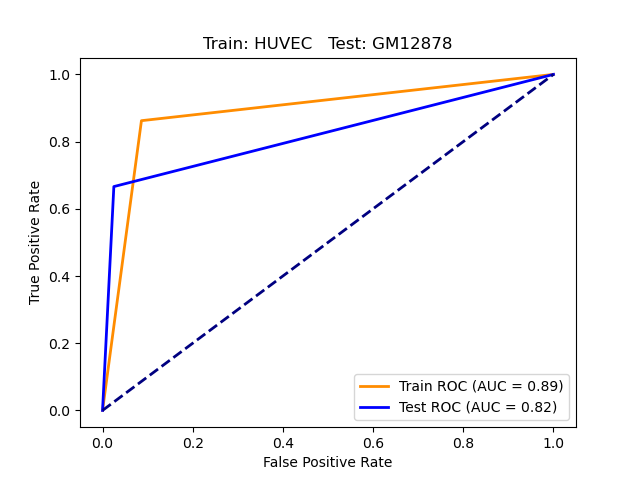 Train: HUVEC   Test: GM12878
1.0
0.8
0.6
0.4
0.2
0.0
True Positive Rate
0.0 0.2 0.4 0.6 0.8 1.0
False Positive Rate
Train ROC (AUC = 0.89)
Test ROC (AUC = 0.82)